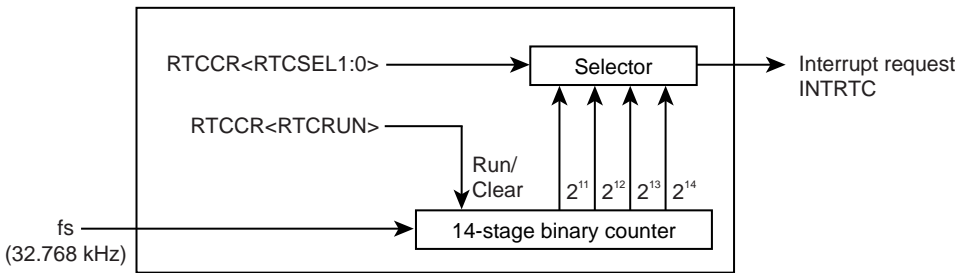 RTCCR<RTCSEL1:0>
Selector
Interrupt request
INTRTC
RTCCR<RTCRUN>
Run/
Clear
2¹¹ 2¹² 2¹³ 2¹⁴
fs
(32.768 kHz)
14-stage binary counter